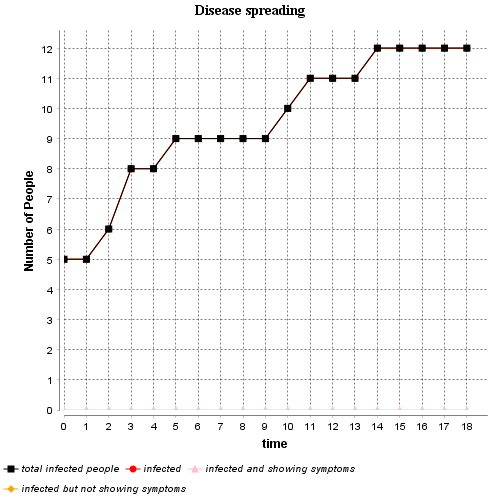 Disease spreading
12
11
10
9
8
7
6
5
4
3
2
1
0
Number of People
0 1 2 3 4 5 6 7 8 9 10 11 12 13 14 15 16 17 18
time
total infected people infected infected and showing symptoms
infected but not showing symptoms